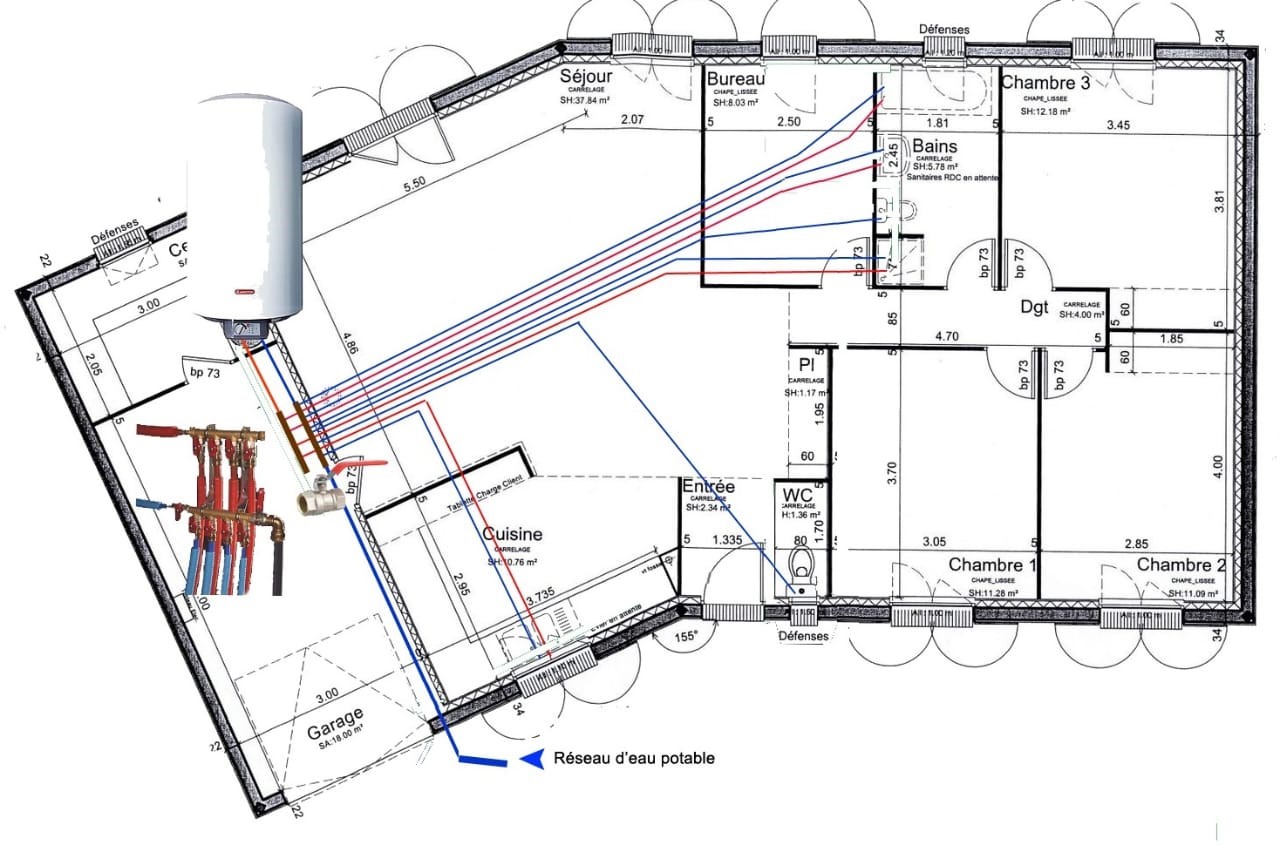 Défenses
34
Séjour
CARRELAGE
SH:37.84 m²
Bureau
CHAPE_LISSEE
SH:8.03 m²
Chambre 3
CHAPE_LISSEE
SH:12.18 m²
2.07
5
2.50
5
1.81
5
3.45
Bains
CARRELAGE
SH:5.78 m²
Sanitaires RDC en attente
2.45
5.50
3.81
Défenses
22
Ce
3.00
2.05
bp 73
4.86
bp 73
bp 73
bp 73
5
85
Dgt
CARRELAGE
SH:4.00 m²
60
5
5
4.70
5
1.85
60
5
5
Pl
CARRELAGE
SH:1.17 m²
1.95
bp 73
bp 73
60
3.70
4.00
5
bp 73
5
Tablette Charge Client
Entrée
CARRELAGE
SH:2.34 m²
WC
CARRELAGE
H:1.36 m²
1.70
5
5
1.335
80
3.05
5
2.85
Cuisine
CARRELAGE
2.95
3.735
Chambre 1
CHAPE_LISSEE
SH:11.28 m²
Chambre 2
CHAPE_LISSEE
SH:11.09 m²
155°
Défenses
34
34
3.00
Garage
SA:18.00 m²
22
22
Réseau d'eau potable